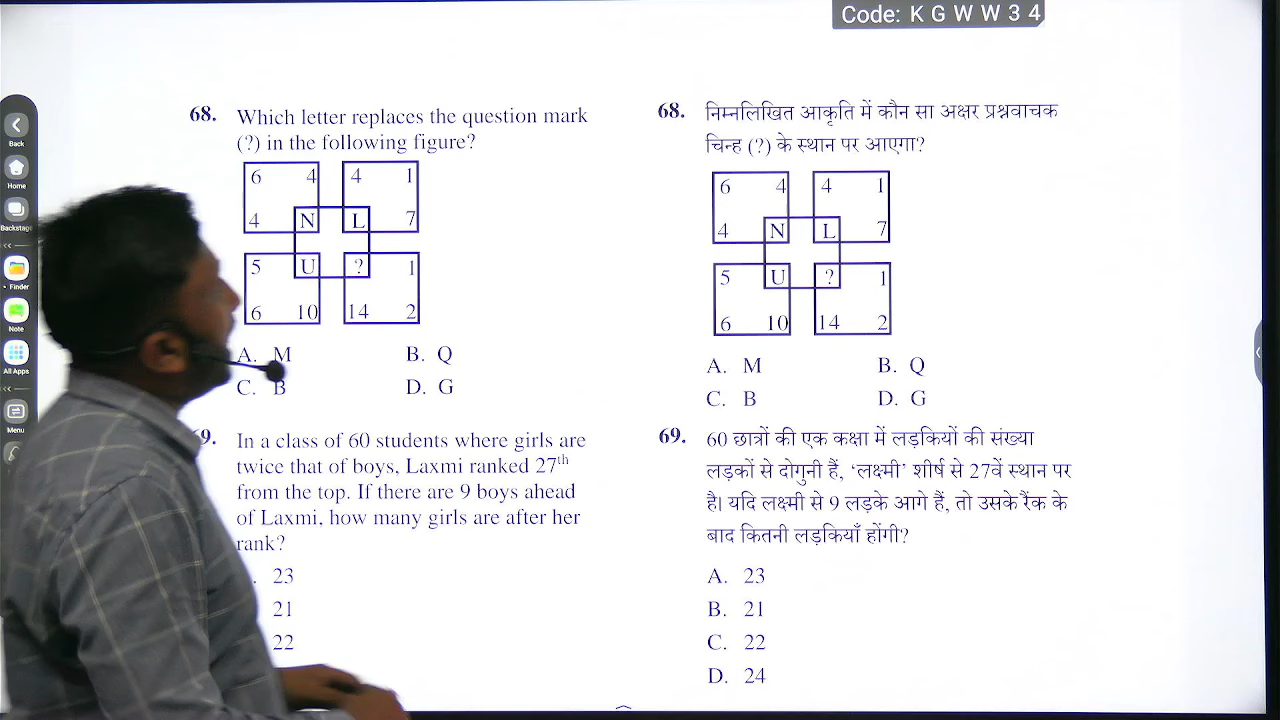 Code: K G W W 3 4
Back
Home
Backstage
Finder
Note
All Apps
Menu
68. Which letter replaces the question mark
(?) in the following figure?
6 4 4 1
4 N L 7
5 U ? 1
6 10 14 2
A. M B. Q
C. B D. G
69. In a class of 60 students where girls are
twice that of boys, Laxmi ranked 27th
from the top. If there are 9 boys ahead
of Laxmi, how many girls are after her
rank?
23
21
22
68. निम्नलिखित आकृति में कौन सा अक्षर प्रश्नवाचक
चिन्ह (?) के स्थान पर आएगा?
6 4 4 1
4 N L 7
5 U ? 1
6 10 14 2
A. M B. Q
C. B D. G
69. 60 छात्रों की एक कक्षा में लड़कियों की संख्या
लड़कों से दोगुनी हैं, ‘लक्ष्मी’ शीर्ष से 27वें स्थान पर
है। यदि लक्ष्मी से 9 लड़के आगे हैं, तो उसके रैंक के
बाद कितनी लड़कियाँ होंगी?
A. 23
B. 21
C. 22
D. 24